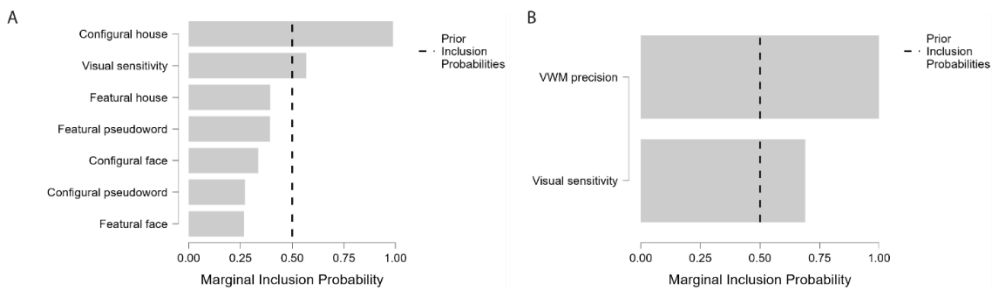 A
Configural house
Visual sensitivity
Featural house
Featural pseudoword
Configural face
Configural pseudoword
Featural face
0.00 0.25 0.50 0.75 1.00
Marginal Inclusion Probability
Prior
Inclusion
Probabilities
B
VWM precision
Visual sensitivity
0.00 0.25 0.50 0.75 1.00
Marginal Inclusion Probability
Prior
Inclusion
Probabilities